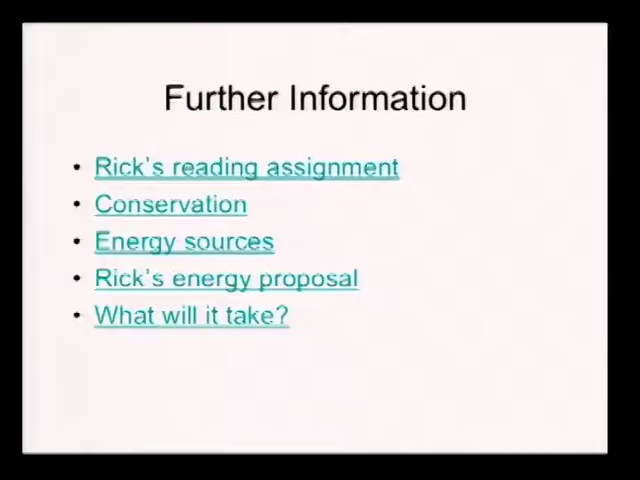 Further Information
• Rick's reading assignment
• Conservation
• Energy sources
• Rick's energy proposal
• What will it take?